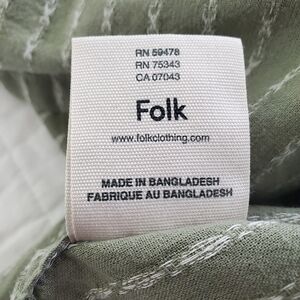 RN 59478
RN 75343
CA 07043
Folk
www.folkclothing.com
MADE IN BANGLADESH
FABRIQUE AU BANGLADESH